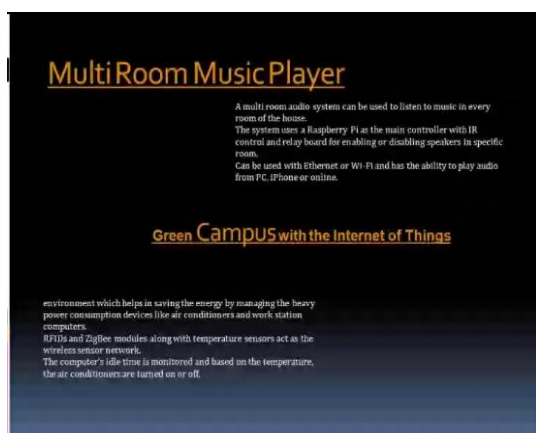 Multi Room Music Player
A multi room audio system can be used to listen to music in every
room of the house.
The system uses a Raspberry Pi as the main controller with IR
control and relay board for enabling or disabling speakers in specific
room.
Can be used with Ethernet or Wi-Fi and has the ability to play audio
from PC, iPhone or online.
Green Campus with the Internet of Things
environment which helps in saving the energy by managing the heavy
power consumption devices like air conditioners and work station
computers.
RFIDs and ZigBee modules along with temperature sensors act as the
wireless sensor network.
The computer's idle time is monitored and based on the temperature,
the air conditioners are turned on or off.